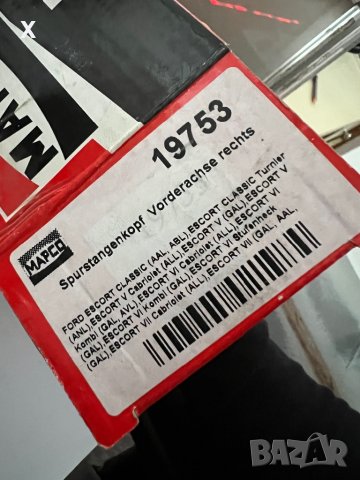 X
MAPCO
19753
Spurstangenkopf Vorderachse rechts
FORD ESCORT CLASSIC (AAL, ABL),ESCORT CLASSIC Turnier
(ANL),ESCORT V Cabriolet (ALL),ESCORT V (GAL),ESCORT V
Kombi (GAL, AVL),ESCORT VI Cabriolet (ALL),ESCORT VI
(GAL),ESCORT VI Kombi (GAL),ESCORT VI Stufenheck
(GAL),ESCORT VII Cabriolet (ALL),ESCORT VII (GAL, AAL,
BAZAR
.bg